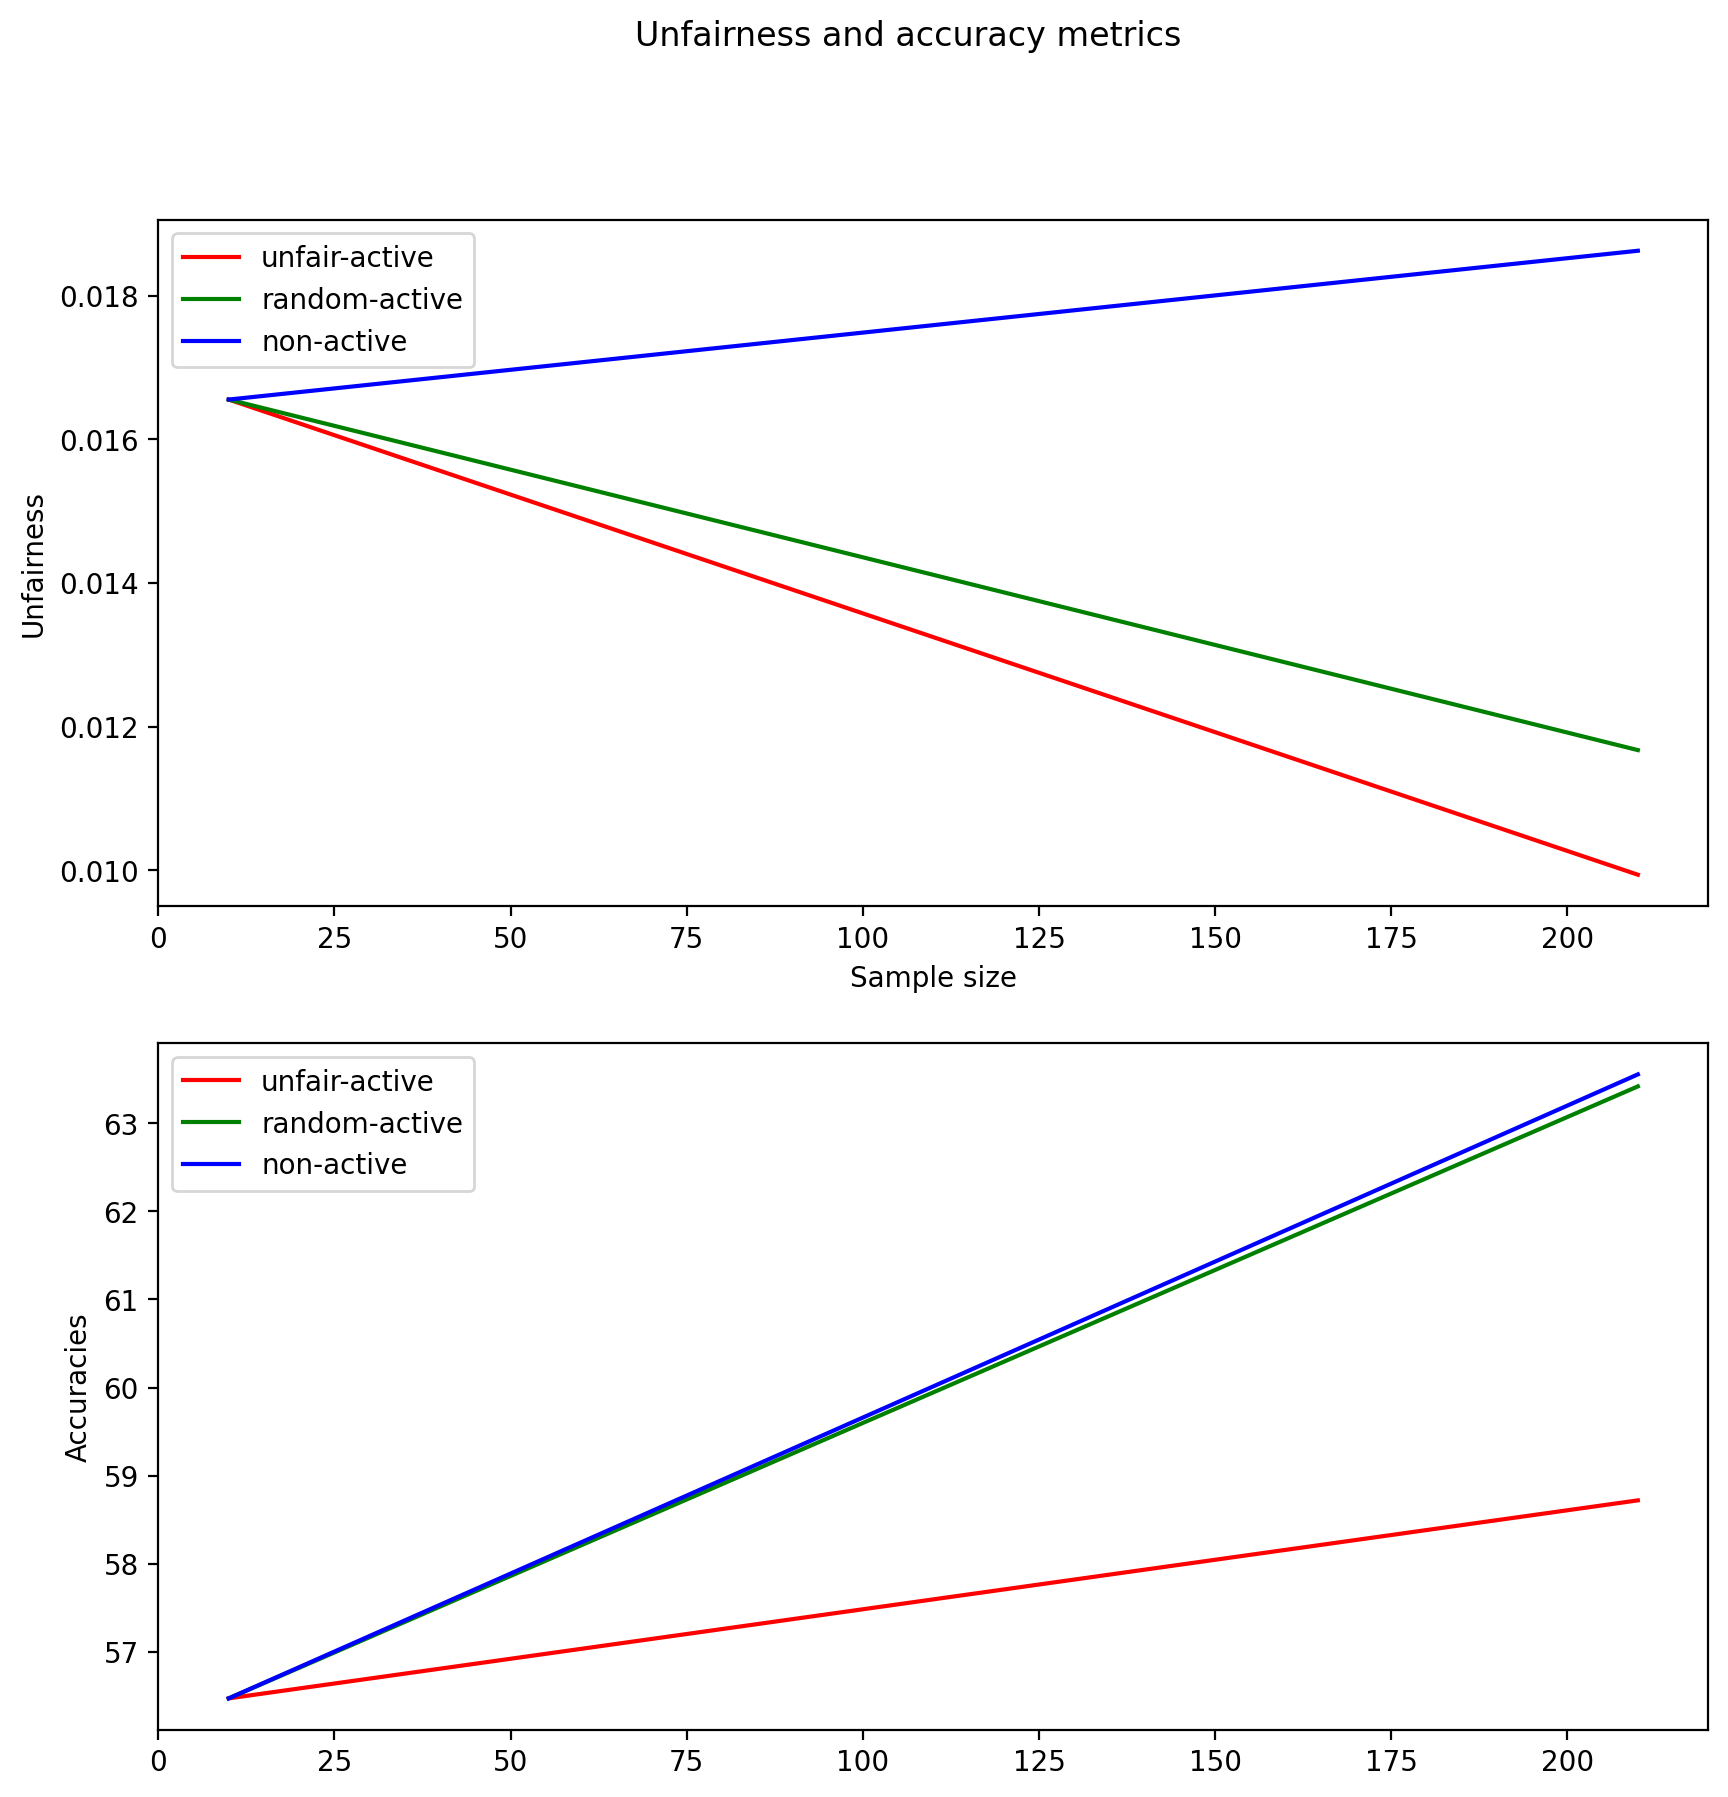 Unfairness and accuracy metrics
unfair-active
random-active
non-active
0.018
0.016
0.014
0.012
0.010
Unfairness
0 25 50 75 100 125 150 175 200
Sample size
unfair-active
random-active
non-active
63
62
61
60
59
58
57
Accuracies
0 25 50 75 100 125 150 175 200